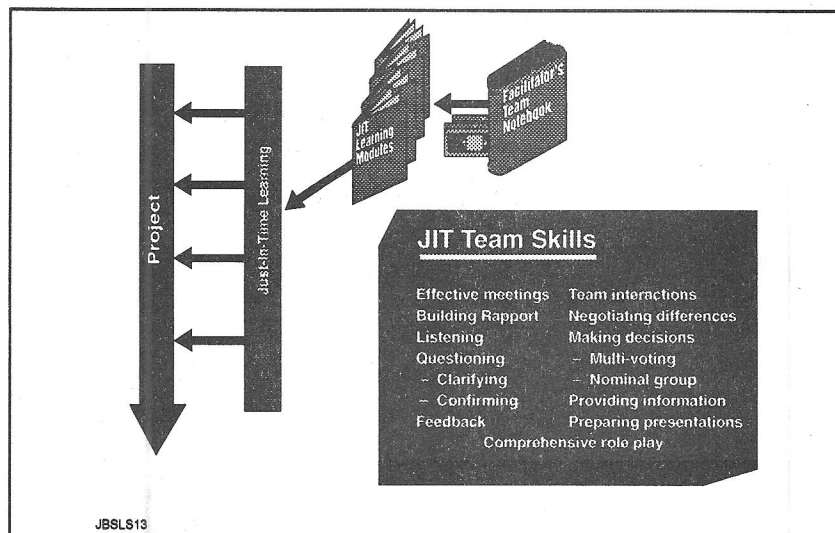 Project
Just-In-Time Learning
JIT
Learning
Modules
Facilitator's
Team
Notebook
JIT Team Skills
Effective meetings
Building Rapport
Listening
Questioning
– Clarifying
– Confirming
Feedback
Team interactions
Negotiating differences
Making decisions
– Multi-voting
– Nominal group
Providing information
Preparing presentations
Comprehensive role play
JBSLS13